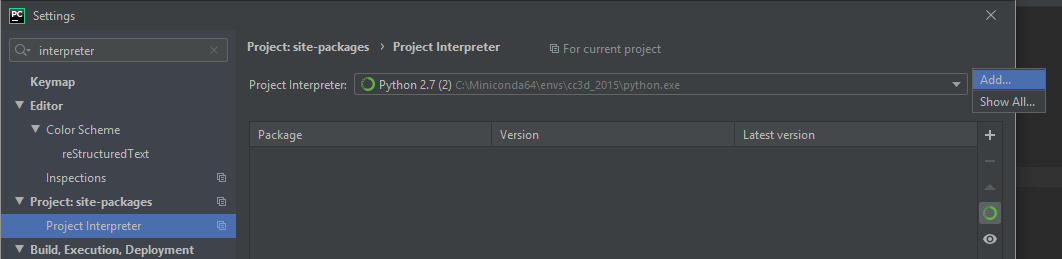 PC
Settings
interpreter
Project: site-packages › Project Interpreter For current project
Keymap
Project Interpreter: Python 2.7 (2) C:\Miniconda64\envs\cc3d_2015\python.exe
Add...
Show All...
Editor
Color Scheme
reStructuredText
Inspections
Project: site-packages
Project Interpreter
Build, Execution, Deployment
Package Version Latest version